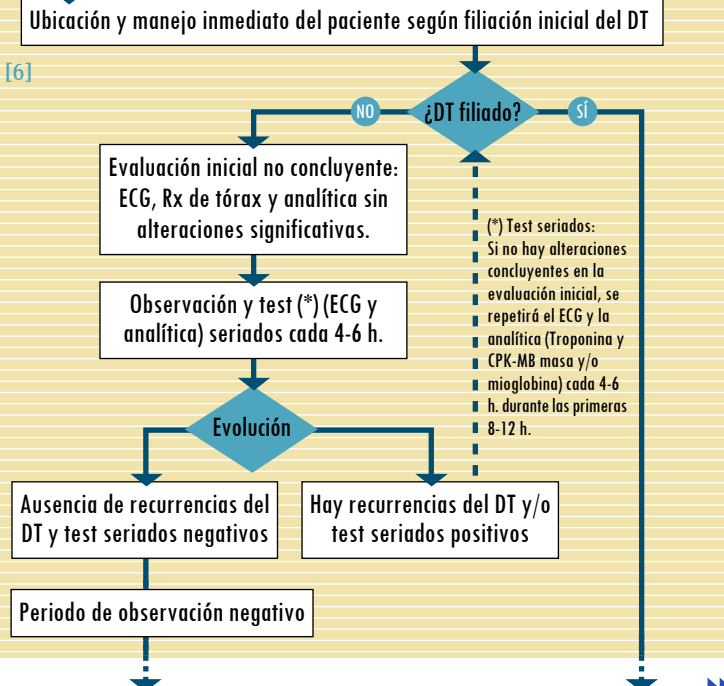 Ubicación y manejo inmediato del paciente según filiación inicial del DT
[6]
NO
¿DT filiado?
SÍ
Evaluación inicial no concluyente:
ECG, Rx de tórax y analítica sin
alteraciones significativas.
(*) Test seriados:
Si no hay alteraciones
concluyentes en la
evaluación inicial, se
repetirá el ECG y la
analítica (Troponina y
CPK-MB masa y/o
mioglobina) cada 4-6
h. durante las primeras
8-12 h.
Observación y test (*) (ECG y
analítica) seriados cada 4-6 h.
Evolución
Ausencia de recurrencias del
DT y test seriados negativos
Hay recurrencias del DT y/o
test seriados positivos
Periodo de observación negativo